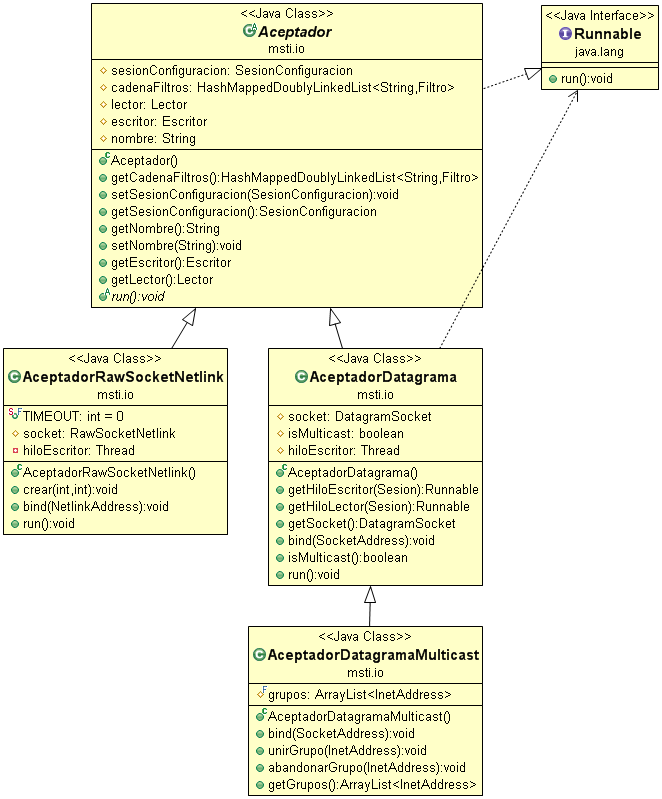 <<Java Class>>
Aceptador
msti.io
sesionConfiguracion: SesionConfiguracion
cadenaFiltros: HashMappedDoublyLinkedList<String,Filtro>
lector: Lector
escritor: Escritor
nombre: String
Aceptador()
getCadenaFiltros():HashMappedDoublyLinkedList<String,Filtro>
setSesionConfiguracion(SesionConfiguracion):void
getSesionConfiguracion():SesionConfiguracion
getNombre():String
setNombre(String):void
getEscritor():Escritor
getLector():Lector
run():void
<<Java Interface>>
Runnable
java.lang
run():void
<<Java Class>>
AceptadorRawSocketNetlink
msti.io
TIMEOUT: int = 0
socket: RawSocketNetlink
hiloEscritor: Thread
AceptadorRawSocketNetlink()
crear(int,int):void
bind(NetlinkAddress):void
run():void
<<Java Class>>
AceptadorDatagrama
msti.io
socket: DatagramSocket
isMulticast: boolean
hiloEscritor: Thread
AceptadorDatagrama()
getHiloEscritor(Sesion):Runnable
getHiloLector(Sesion):Runnable
getSocket():DatagramSocket
bind(SocketAddress):void
isMulticast():boolean
run():void
<<Java Class>>
AceptadorDatagramaMulticast
msti.io
grupos: ArrayList<InetAddress>
AceptadorDatagramaMulticast()
bind(SocketAddress):void
unirGrupo(InetAddress):void
abandonarGrupo(InetAddress):void
getGrupos():ArrayList<InetAddress>